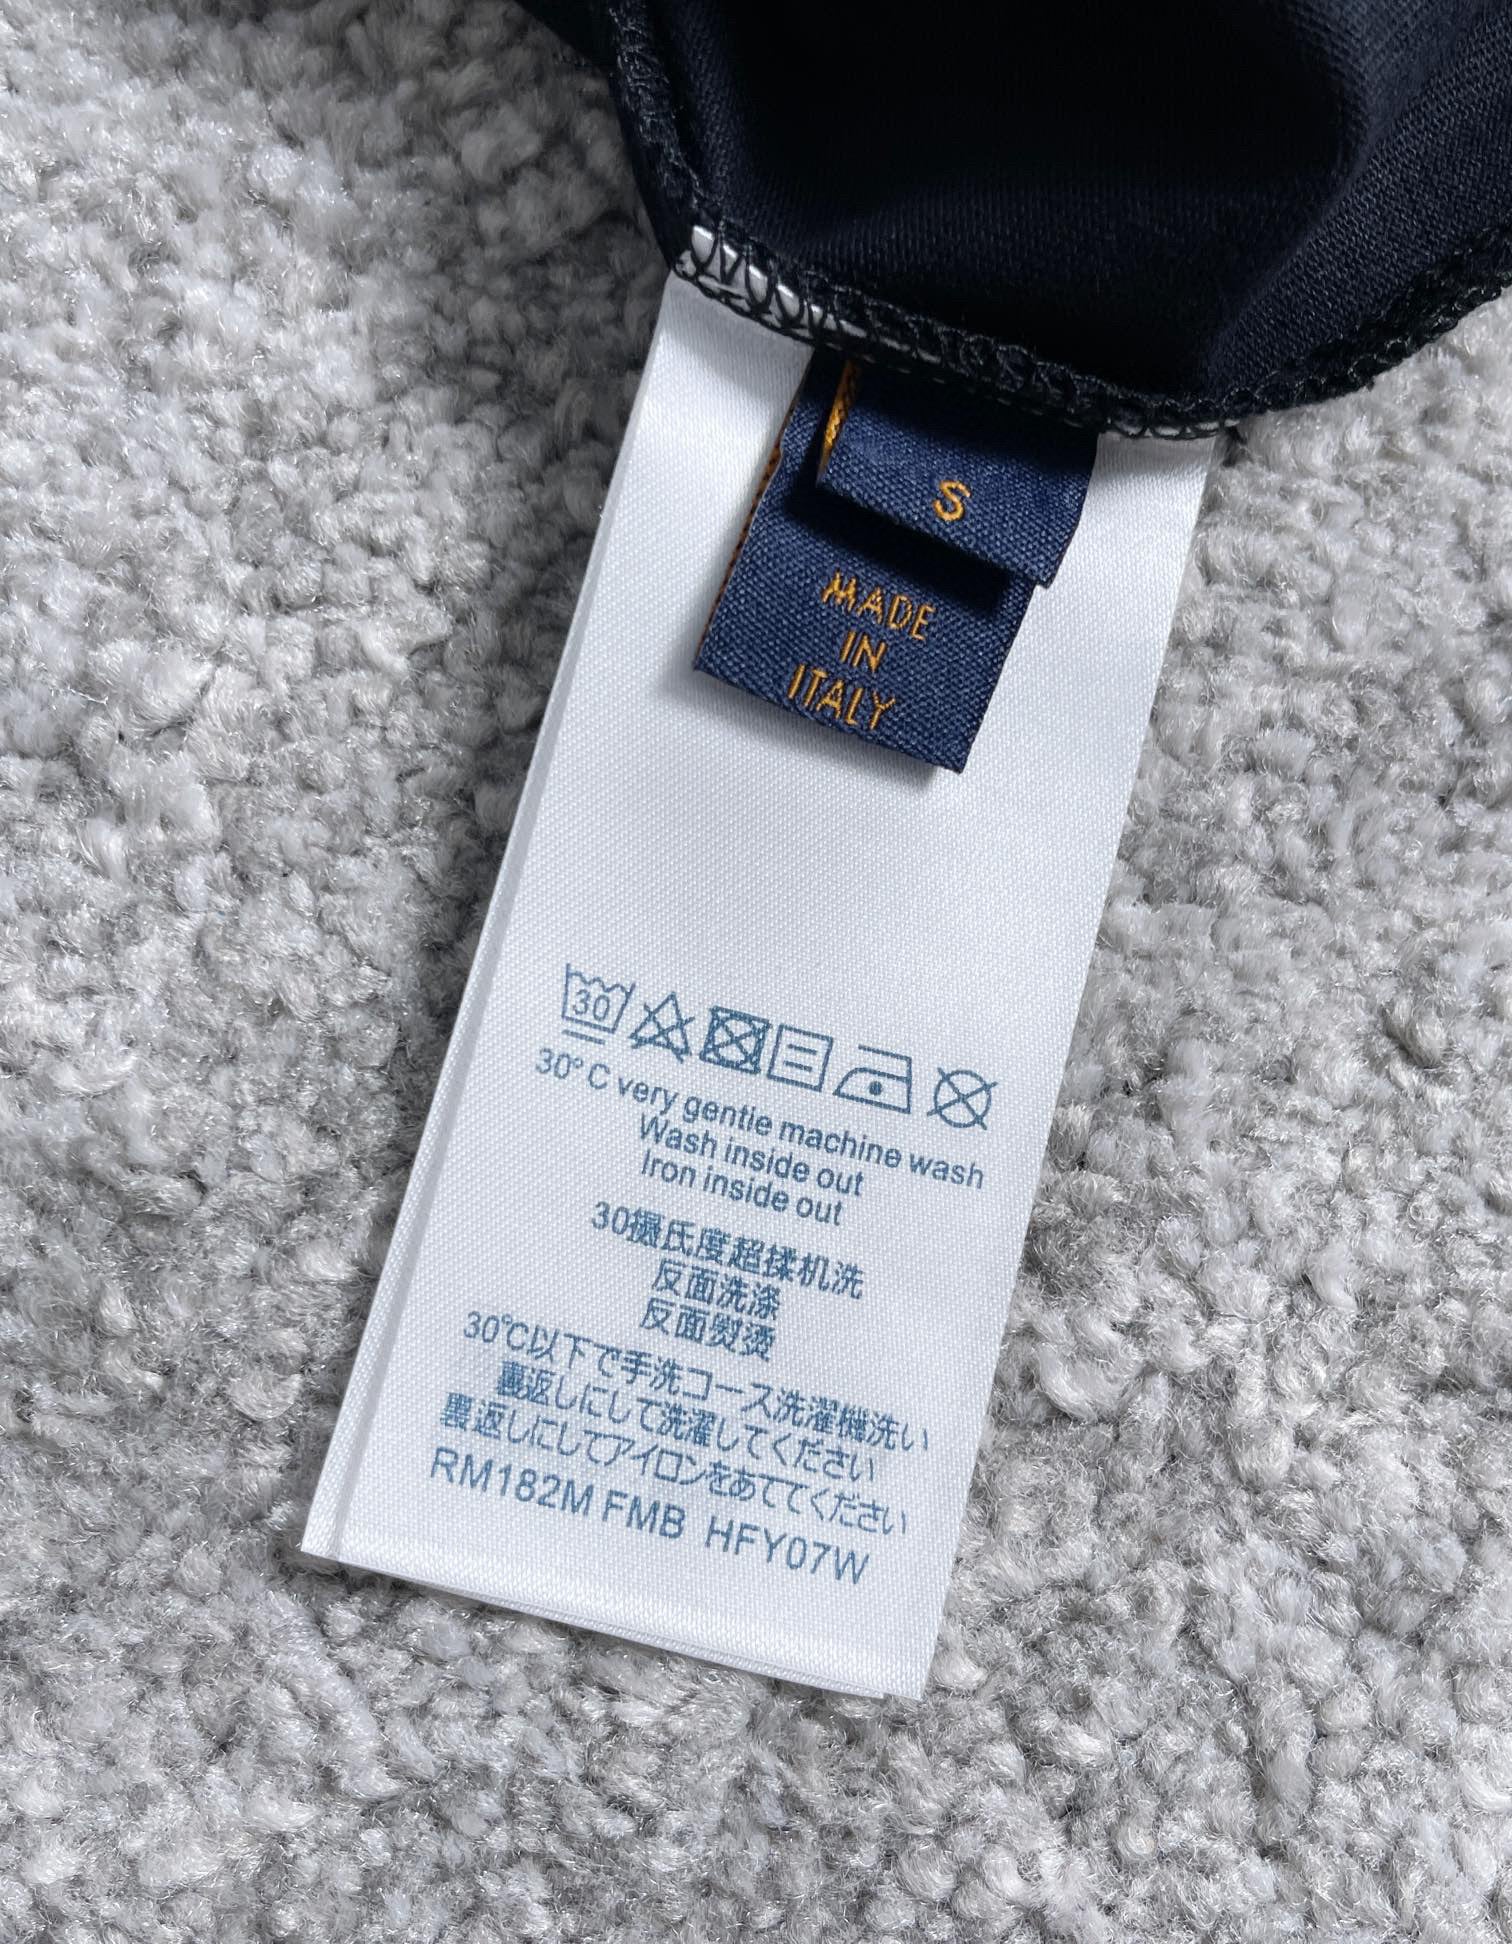 S
MADE
IN
ITALY
30
30° C very gentle machine wash
Wash inside out
Iron inside out
30摄氏度超揉机洗
反面洗涤
反面熨烫
30℃以下で手洗コース洗濯機洗い
裏返しにして洗濯してください
裏返しにしてアイロンをあててください
RM182M FMB HFY07W